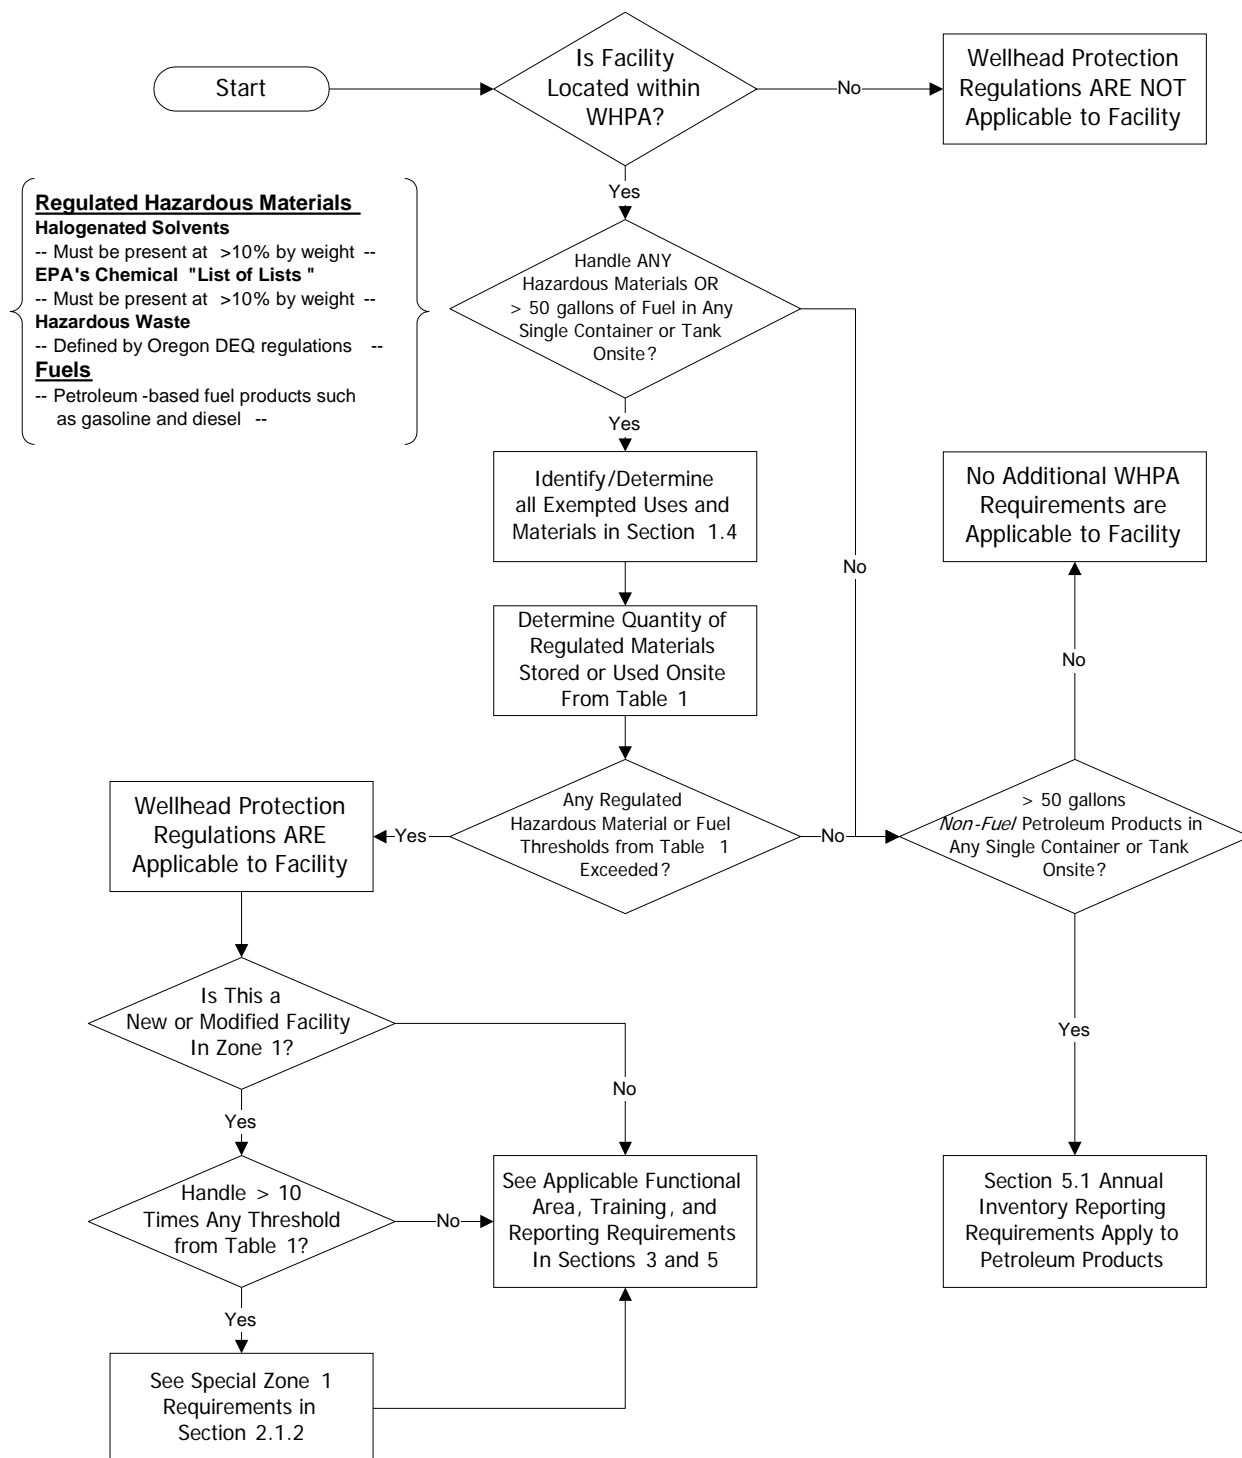 Start
Is Facility
Located within
WHPA?
No
Wellhead Protection
Regulations ARE NOT
Applicable to Facility
Yes
Regulated Hazardous Materials
Halogenated Solvents
-- Must be present at >10% by weight --
EPA's Chemical "List of Lists"
-- Must be present at >10% by weight --
Hazardous Waste
-- Defined by Oregon DEQ regulations --
Fuels
-- Petroleum -based fuel products such
as gasoline and diesel --
Handle ANY
Hazardous Materials OR
> 50 gallons of Fuel in Any
Single Container or Tank
Onsite?
Yes
No
Identify/Determine
all Exempted Uses and
Materials in Section 1.4
No Additional WHPA
Requirements are
Applicable to Facility
Determine Quantity of
Regulated Materials
Stored or Used Onsite
From Table 1
No
Wellhead Protection
Regulations ARE
Applicable to Facility
Yes
Any Regulated
Hazardous Material or Fuel
Thresholds from Table 1
Exceeded?
No
> 50 gallons
Non-Fuel Petroleum Products in
Any Single Container or Tank
Onsite?
Is This a
New or Modified Facility
In Zone 1?
Yes
No
Yes
Handle > 10
Times Any Threshold
from Table 1?
No
See Applicable Functional
Area, Training, and
Reporting Requirements
In Sections 3 and 5
Section 5.1 Annual
Inventory Reporting
Requirements Apply to
Petroleum Products
Yes
See Special Zone 1
Requirements in
Section 2.1.2